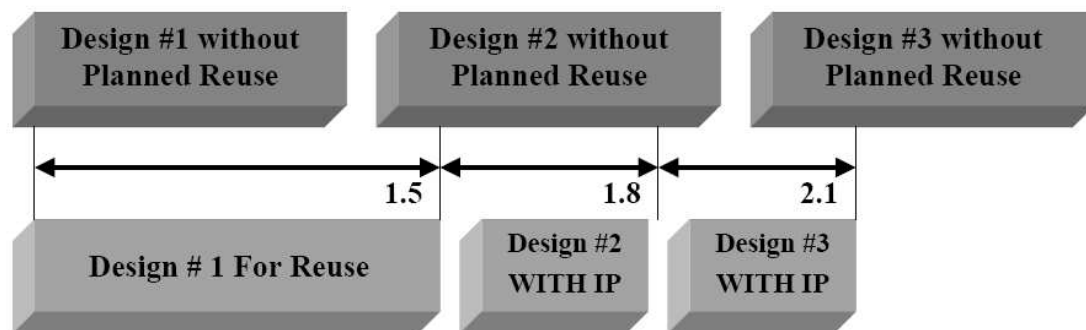 Design #1 without
Planned Reuse
Design #2 without
Planned Reuse
Design #3 without
Planned Reuse
1.5
1.8
2.1
Design # 1 For Reuse
Design #2
WITH IP
Design #3
WITH IP